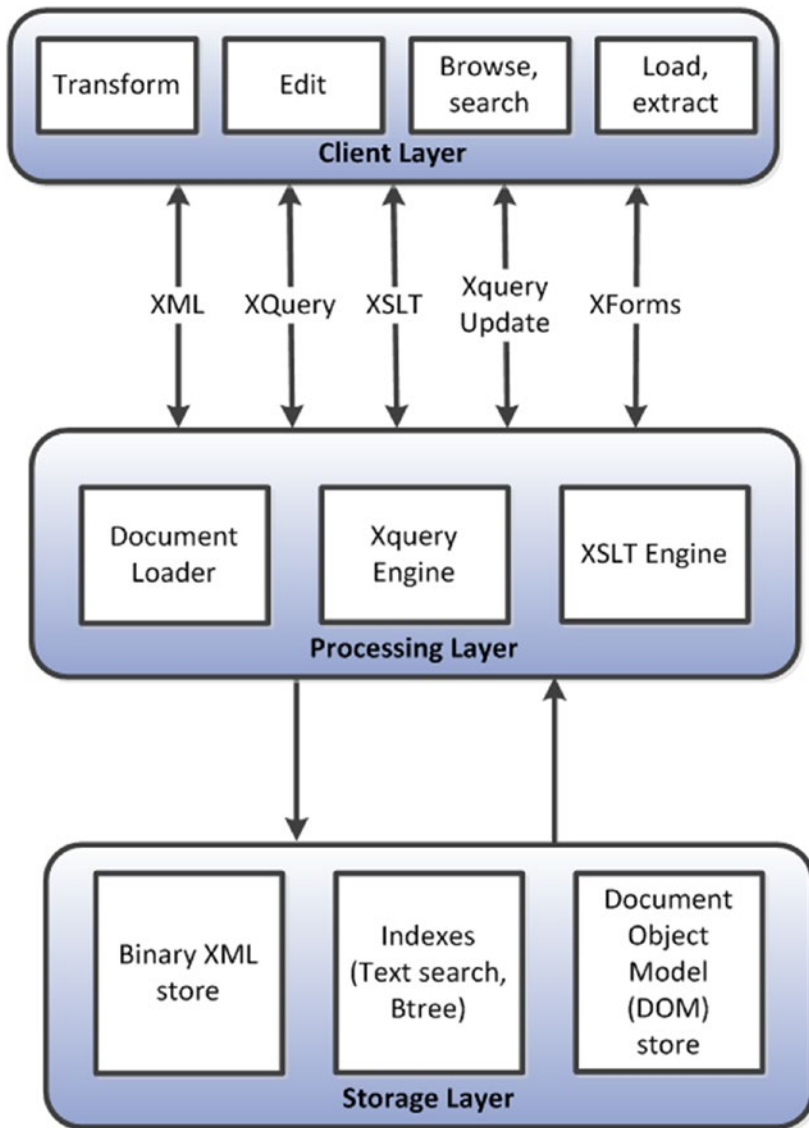 Transform
Edit
Browse,
search
Load,
extract
Client Layer
XML
XQuery
XSLT
Xquery
Update
XForms
Document
Loader
Xquery
Engine
XSLT Engine
Processing Layer
Binary XML
store
Indexes
(Text search,
Btree)
Document
Object
Model
(DOM)
store
Storage Layer